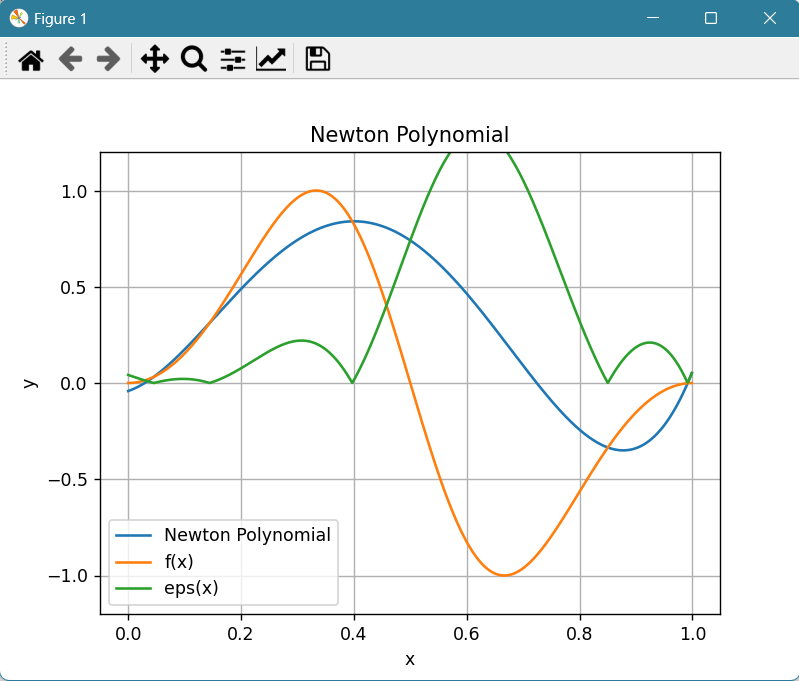 Figure 1
Newton Polynomial
1.0
0.5
0.0
−0.5
−1.0
y
Newton Polynomial
f(x)
eps(x)
0.0 0.2 0.4 0.6 0.8 1.0
x